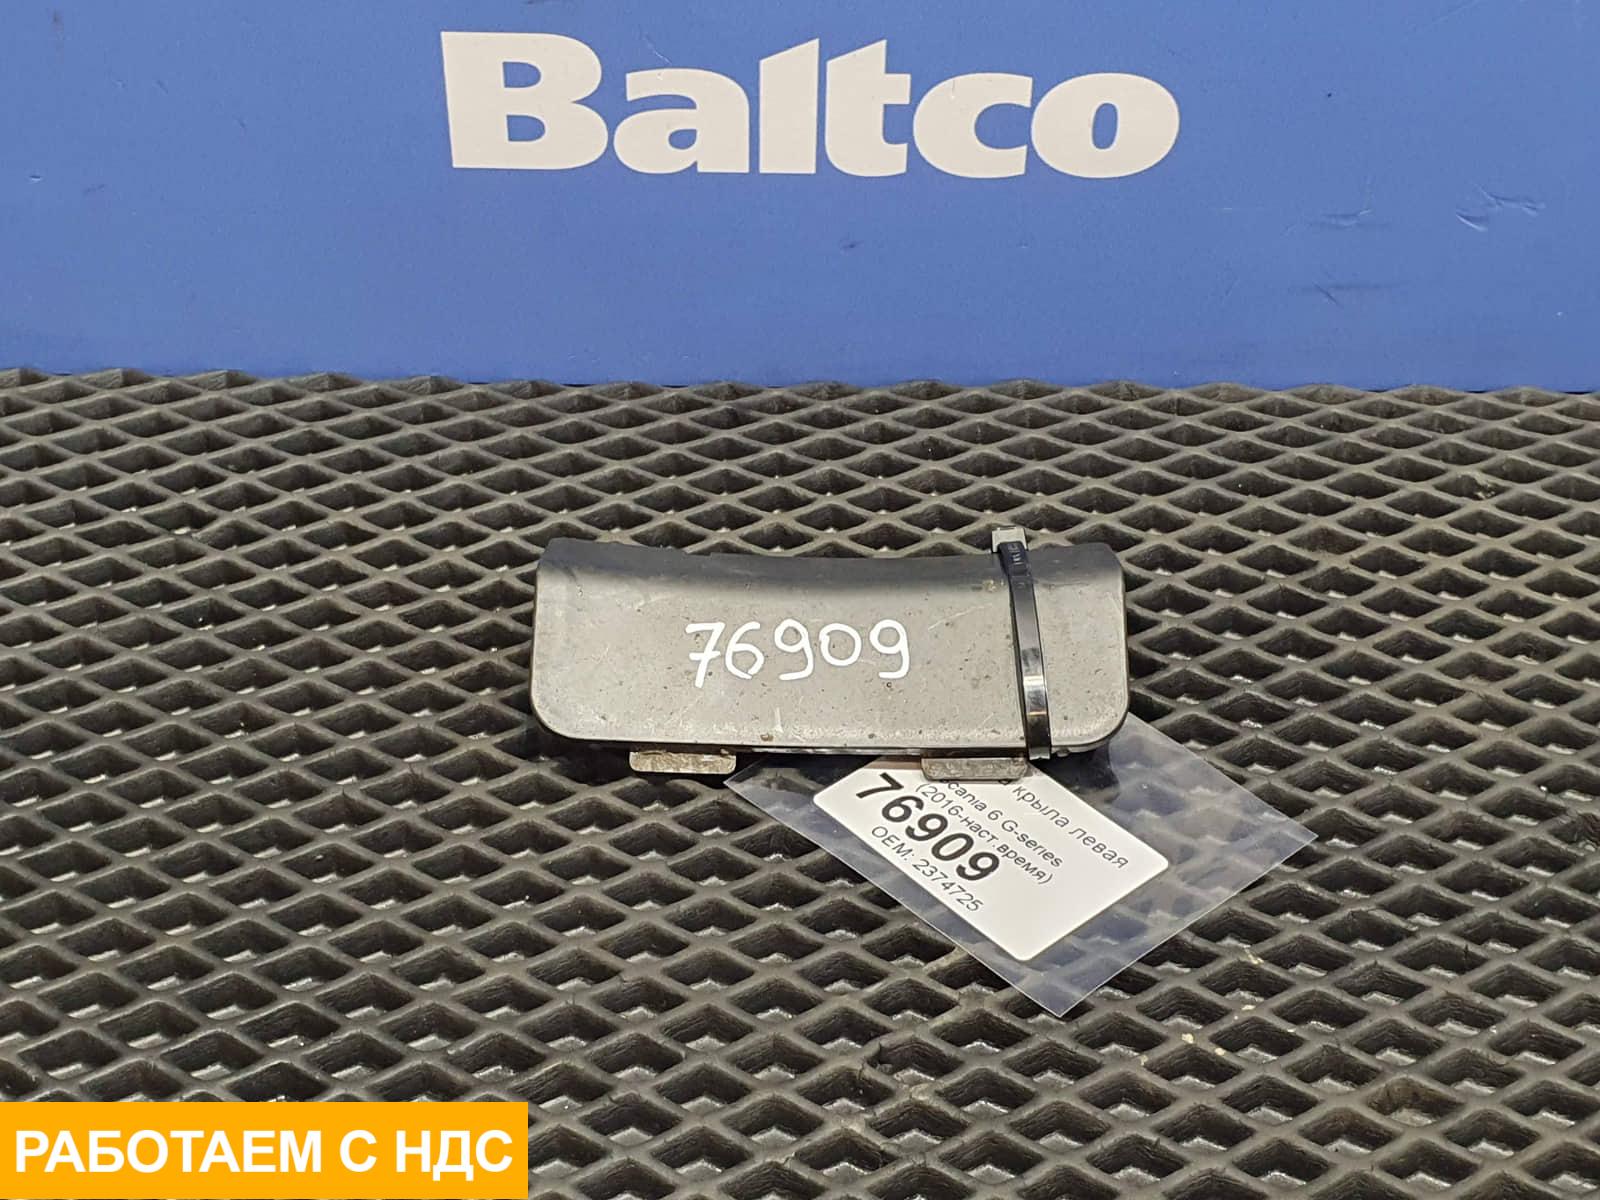 Baltco
76909
крыла левая
cania 6 G-series
(2016-наст.время)
76909
OEM: 2374725
РАБОТАЕМ С НДС